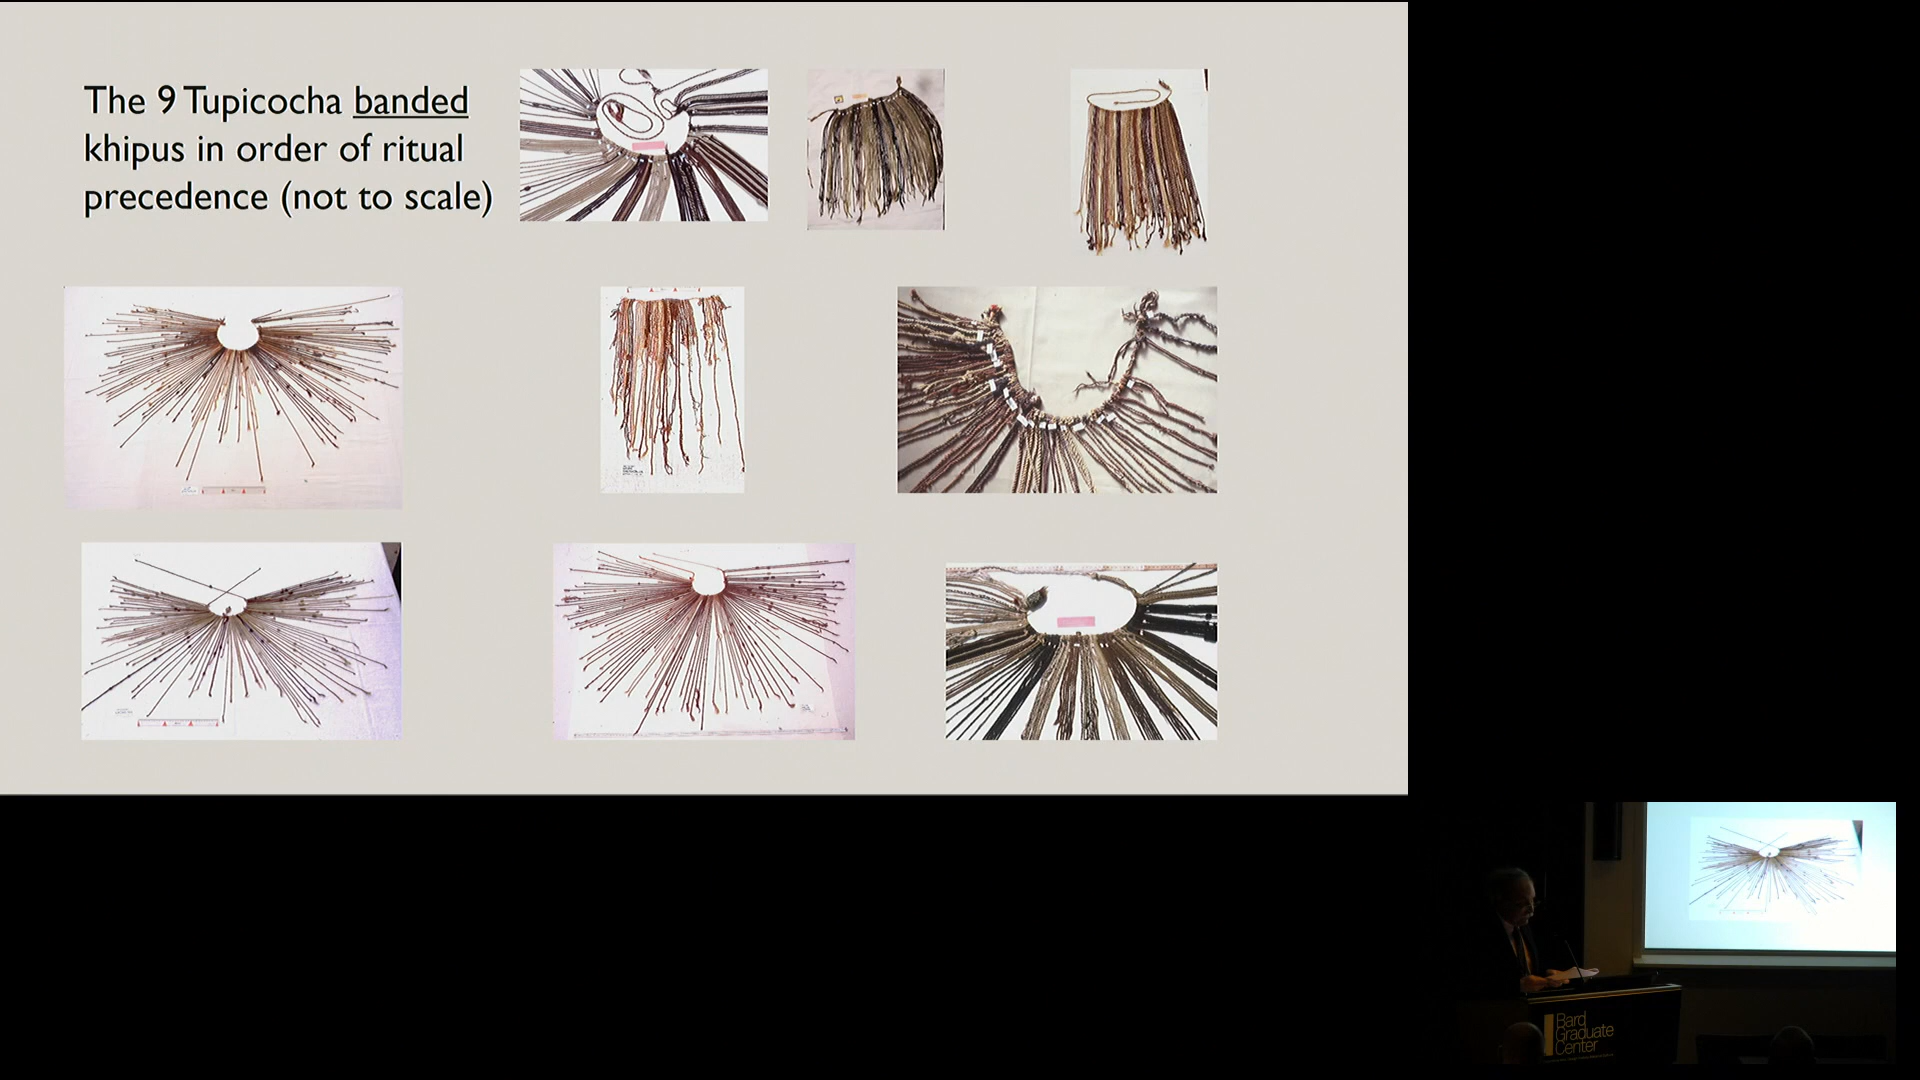 The 9 Tupicocha banded
khipus in order of ritual
precedence (not to scale)
Bard
Graduate
Center